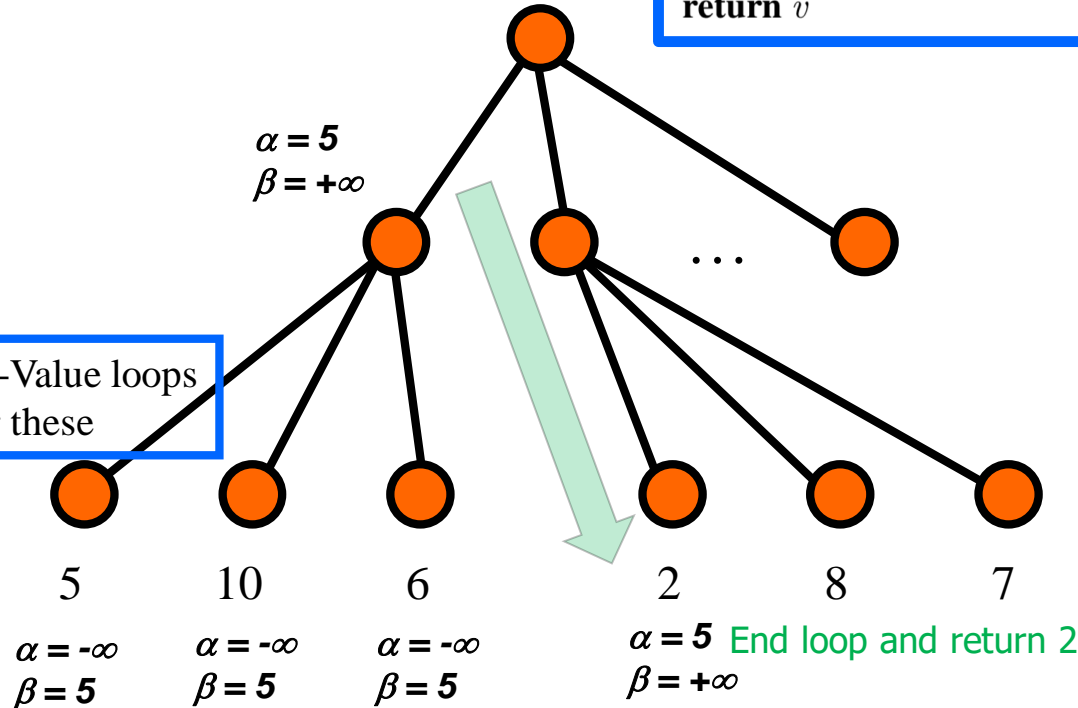 return v
α = 5
β = +∞
...
-Value loops
these
5 10 6 2 8 7
α = -∞ α = -∞ α = -∞ α = 5 End loop and return 2
β = 5 β = 5 β = 5 β = +∞